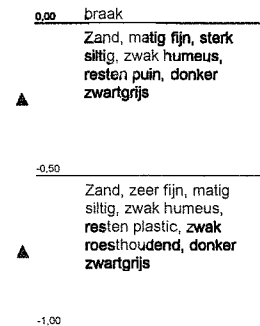 0,00 braak
Zand, matig fijn, sterk
siltig, zwak humeus,
resten puin, donker
zwartgrijs
-0,50
Zand, zeer fijn, matig
siltig, zwak humeus,
resten plastic, zwak
roesthoudend, donker
zwartgrijs
-1,00